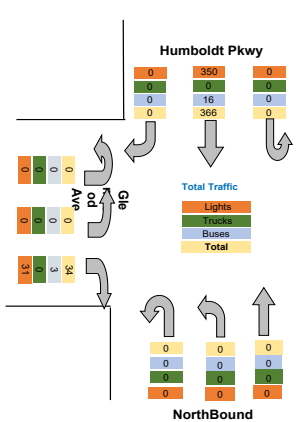 Humboldt Pkwy
0 350 0
0 0 0
0 16 0
0 366 0
0 0 0 0
Gle
od
Ave
0 0 0 0
31 0 3 34
Total Traffic
Lights
Trucks
Buses
Total
0 0 0
0 0 0
0 0 0
0 0 0
NorthBound